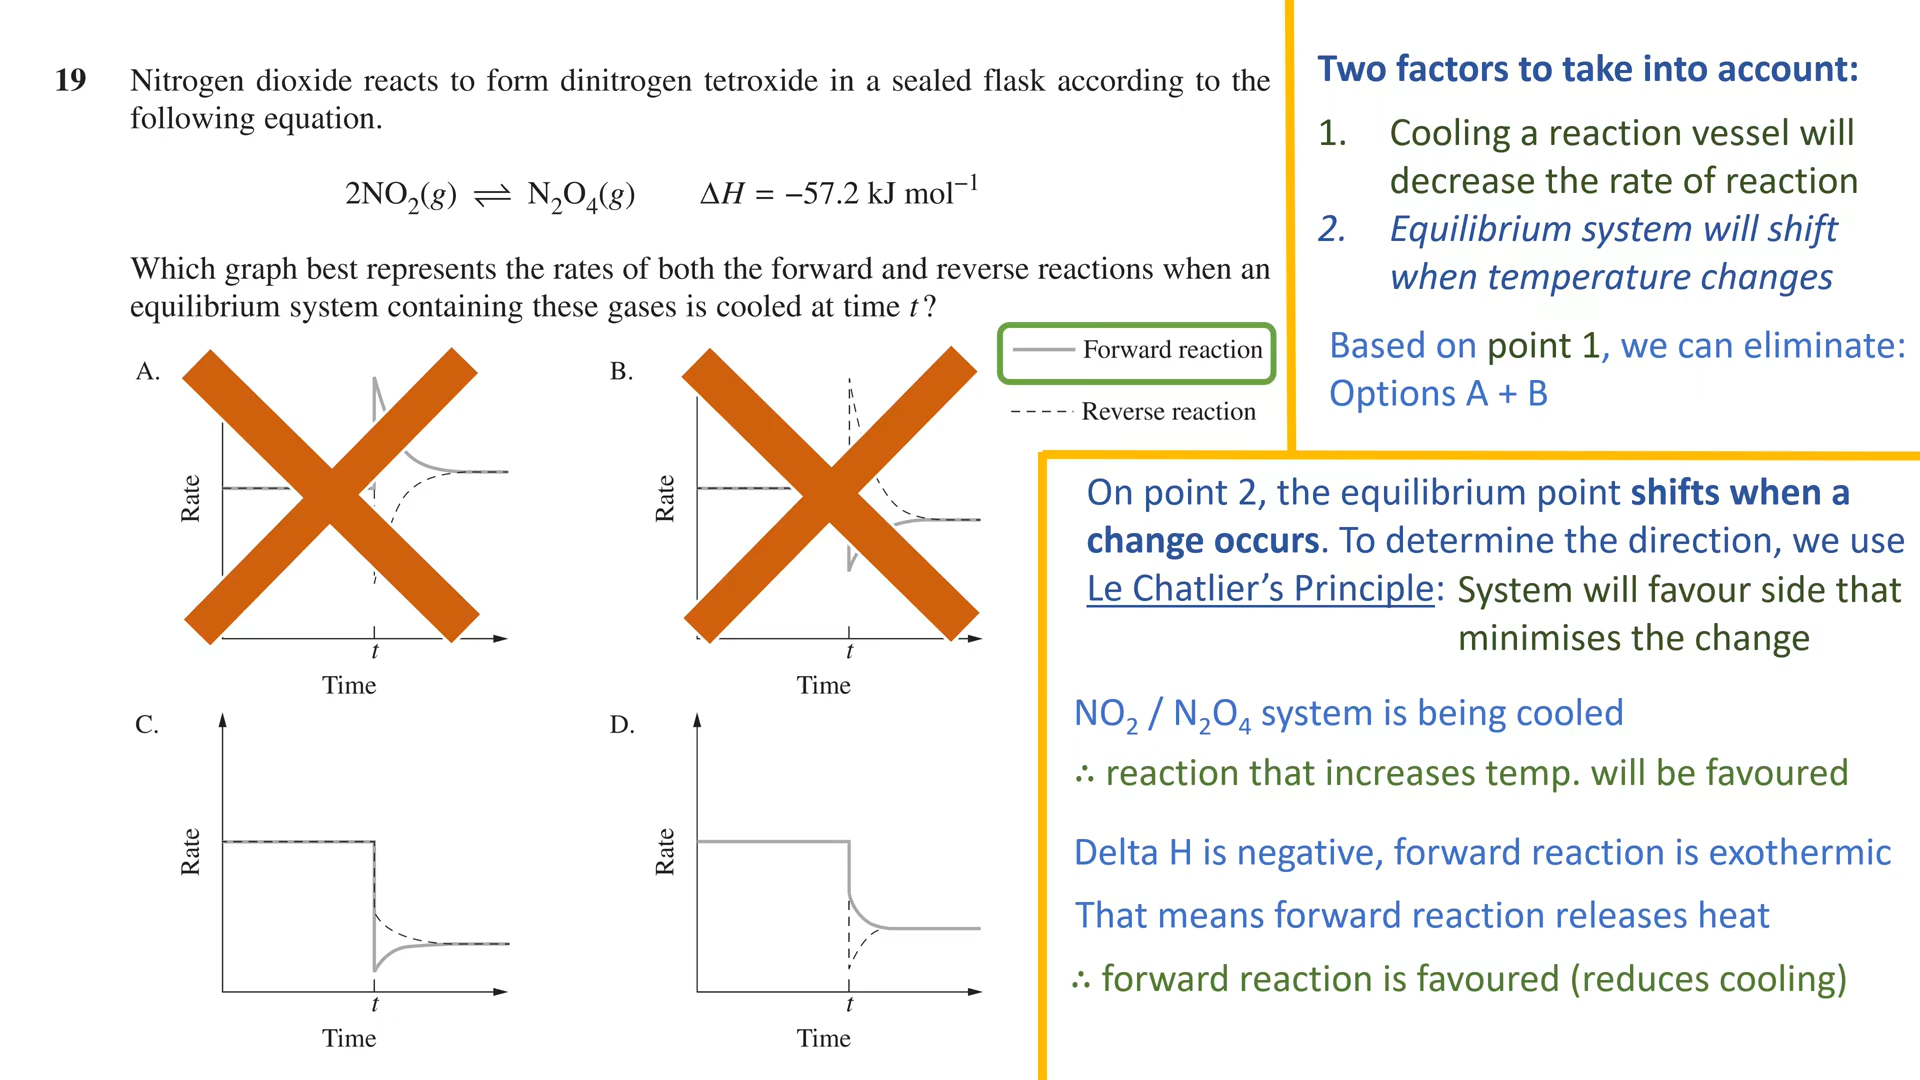 19 Nitrogen dioxide reacts to form dinitrogen tetroxide in a sealed flask according to the
following equation.
2NO₂(g) ⇌ N₂O₄(g) ΔH = −57.2 kJ mol⁻¹
Which graph best represents the rates of both the forward and reverse reactions when an
equilibrium system containing these gases is cooled at time t?
Forward reaction
Reverse reaction
A.
Rate
t
Time
B.
Rate
t
Time
C.
Rate
t
Time
D.
Rate
t
Time
Two factors to take into account:
1. Cooling a reaction vessel will
decrease the rate of reaction
2. Equilibrium system will shift
when temperature changes
Based on point 1, we can eliminate:
Options A + B
On point 2, the equilibrium point shifts when a
change occurs. To determine the direction, we use
Le Chatlier’s Principle: System will favour side that
minimises the change
NO₂ / N₂O₄ system is being cooled
∴ reaction that increases temp. will be favoured
Delta H is negative, forward reaction is exothermic
That means forward reaction releases heat
∴ forward reaction is favoured (reduces cooling)